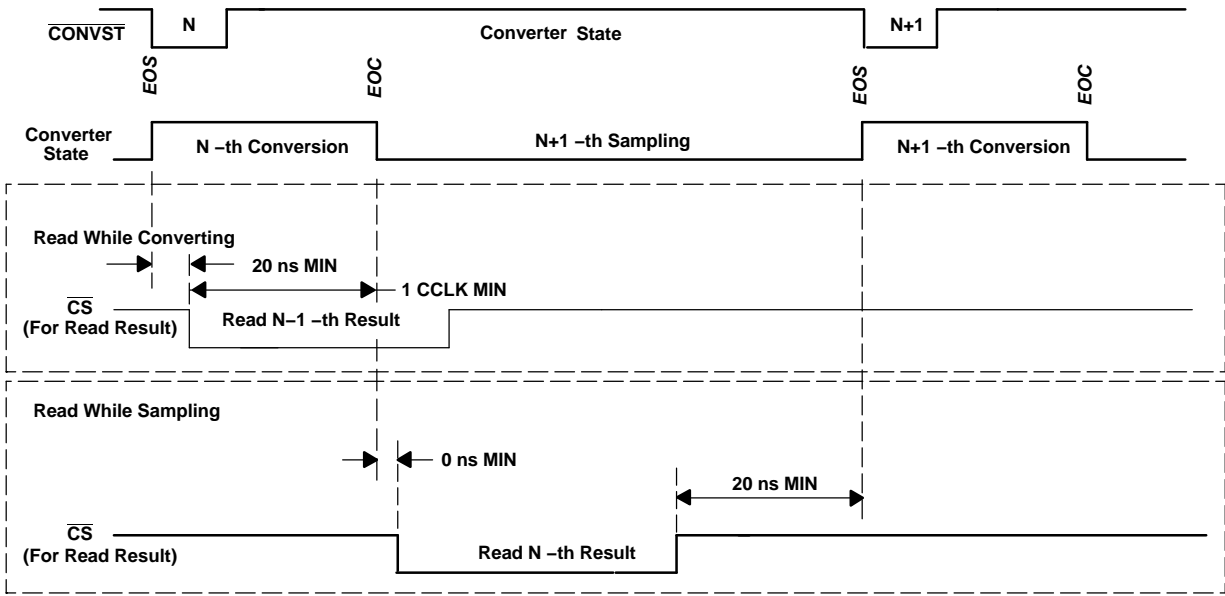 CONVST
N
Converter State
N+1
EOS
EOC
EOS
EOC
Converter
State
N −th Conversion
N+1 −th Sampling
N+1 −th Conversion
Read While Converting
20 ns MIN
1 CCLK MIN
CS
(For Read Result)
Read N−1 −th Result
Read While Sampling
0 ns MIN
20 ns MIN
CS
(For Read Result)
Read N −th Result